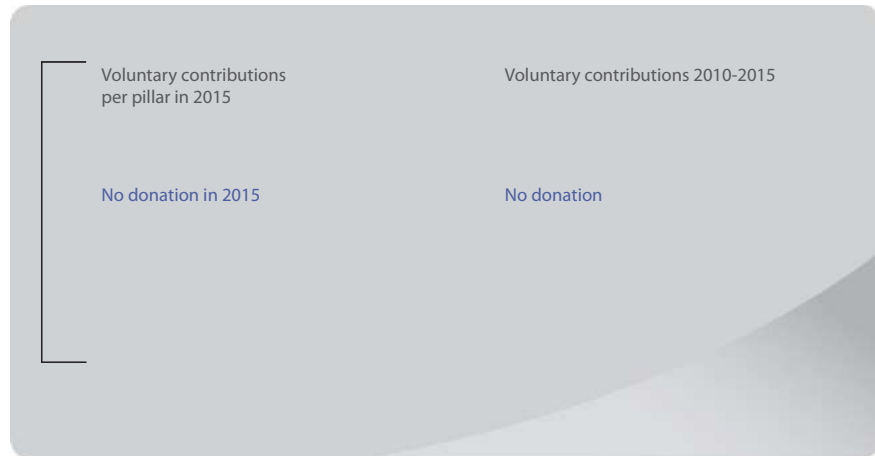 Voluntary contributions
per pillar in 2015
Voluntary contributions 2010-2015
No donation in 2015
No donation